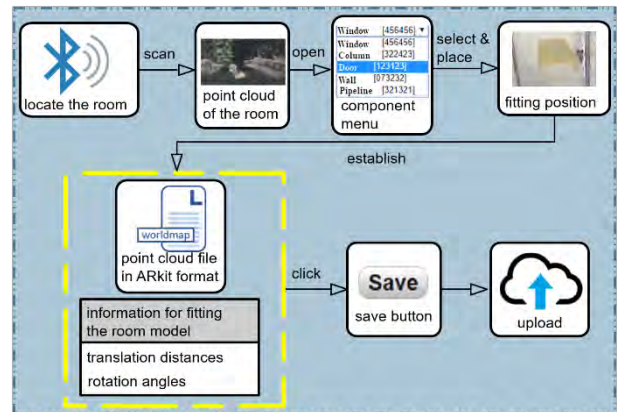 locate the room
scan
point cloud
of the room
open
Window [456456]
Window [456456]
Column [322423]
Door [123123]
Wall [073232]
Pipeline [321321]
component
menu
select &
place
fitting position
establish
worldmap
point cloud file
in ARkit format
information for fitting
the room model
translation distances
rotation angles
click
Save
save button
upload